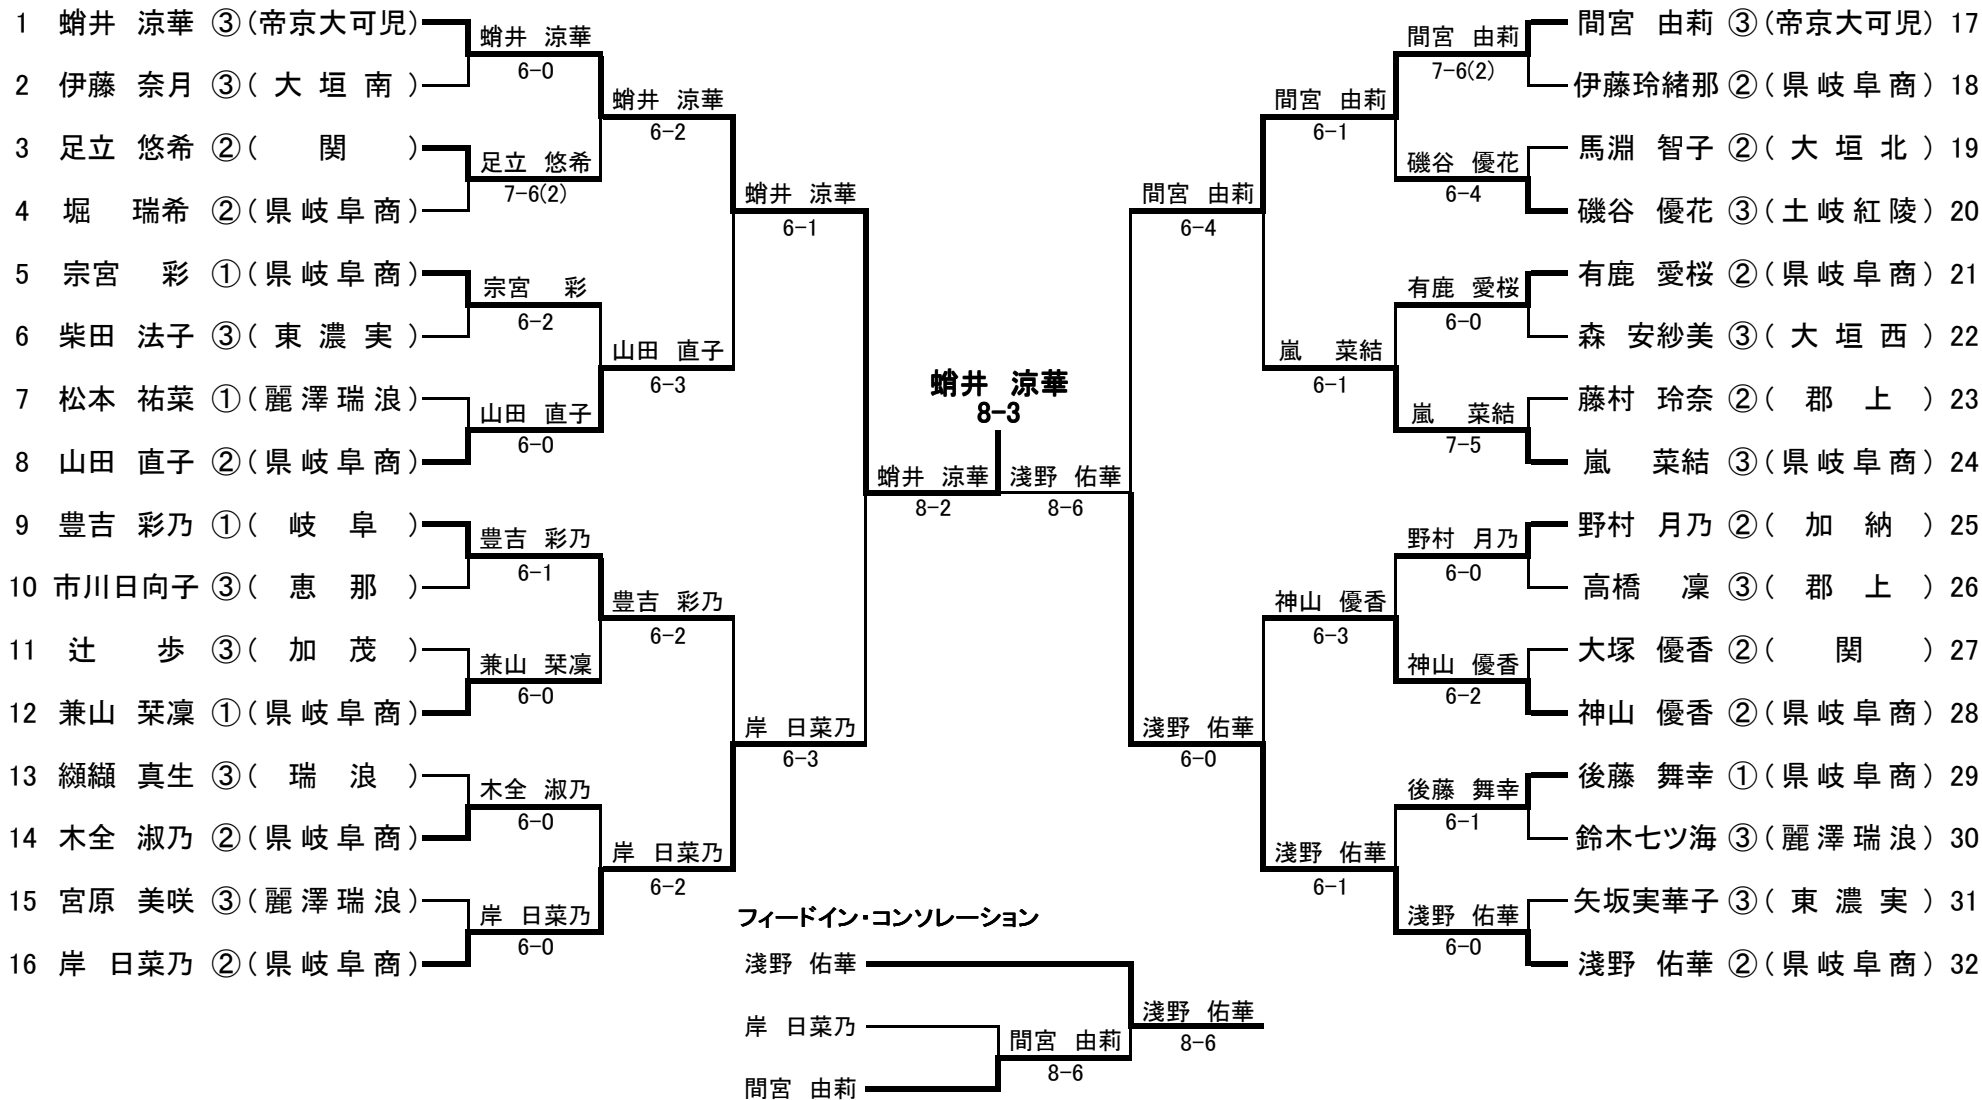 1 蛸井 涼華 ③(帝京大可児)
2 伊藤 奈月 ③( 大 垣 南 )
3 足立 悠希 ②( 関 )
4 堀 瑞希 ②( 県 岐 阜 商 )
5 宗宮 彩 ①( 県 岐 阜 商 )
6 柴田 法子 ③( 東 濃 実 )
7 松本 祐菜 ①( 麗 澤 瑞 浪 )
8 山田 直子 ②( 県 岐 阜 商 )
9 豊吉 彩乃 ①( 岐 阜 )
10 市川日向子 ③( 恵 那 )
11 辻 歩 ③( 加 茂 )
12 兼山 栞凜 ①( 県 岐 阜 商 )
13 纐纈 真生 ③( 瑞 浪 )
14 木全 淑乃 ②( 県 岐 阜 商 )
15 宮原 美咲 ③( 麗 澤 瑞 浪 )
16 岸 日菜乃 ②( 県 岐 阜 商 )
蛸井 涼華
6-0
足立 悠希
7-6(2)
宗宮 彩
6-2
山田 直子
6-0
豊吉 彩乃
6-1
兼山 栞凜
6-0
木全 淑乃
6-0
岸 日菜乃
6-0
蛸井 涼華
6-2
山田 直子
6-3
豊吉 彩乃
6-2
岸 日菜乃
6-2
蛸井 涼華
6-1
岸 日菜乃
6-3
蛸井 涼華
8-2
蛸井 涼華
8-3
淺野 佑華
8-6
間宮 由莉
6-4
淺野 佑華
6-0
間宮 由莉
6-1
嵐 菜結
6-1
神山 優香
6-3
淺野 佑華
6-1
間宮 由莉
7-6(2)
磯谷 優花
6-4
有鹿 愛桜
6-0
嵐 菜結
7-5
野村 月乃
6-0
神山 優香
6-2
後藤 舞幸
6-1
淺野 佑華
6-0
間宮 由莉 ③(帝京大可児) 17
伊藤玲緒那 ②( 県 岐 阜 商 ) 18
馬淵 智子 ②( 大 垣 北 ) 19
磯谷 優花 ③( 土 岐 紅 陵 ) 20
有鹿 愛桜 ②( 県 岐 阜 商 ) 21
森 安紗美 ③( 大 垣 西 ) 22
藤村 玲奈 ②( 郡 上 ) 23
嵐 菜結 ③( 県 岐 阜 商 ) 24
野村 月乃 ②( 加 納 ) 25
高橋 凜 ③( 郡 上 ) 26
大塚 優香 ②( 関 ) 27
神山 優香 ②( 県 岐 阜 商 ) 28
後藤 舞幸 ①( 県 岐 阜 商 ) 29
鈴木七ツ海 ③( 麗 澤 瑞 浪 ) 30
矢坂実華子 ③( 東 濃 実 ) 31
淺野 佑華 ②( 県 岐 阜 商 ) 32
フィードイン・コンソレーション
淺野 佑華
岸 日菜乃
間宮 由莉
間宮 由莉
8-6
淺野 佑華
8-6